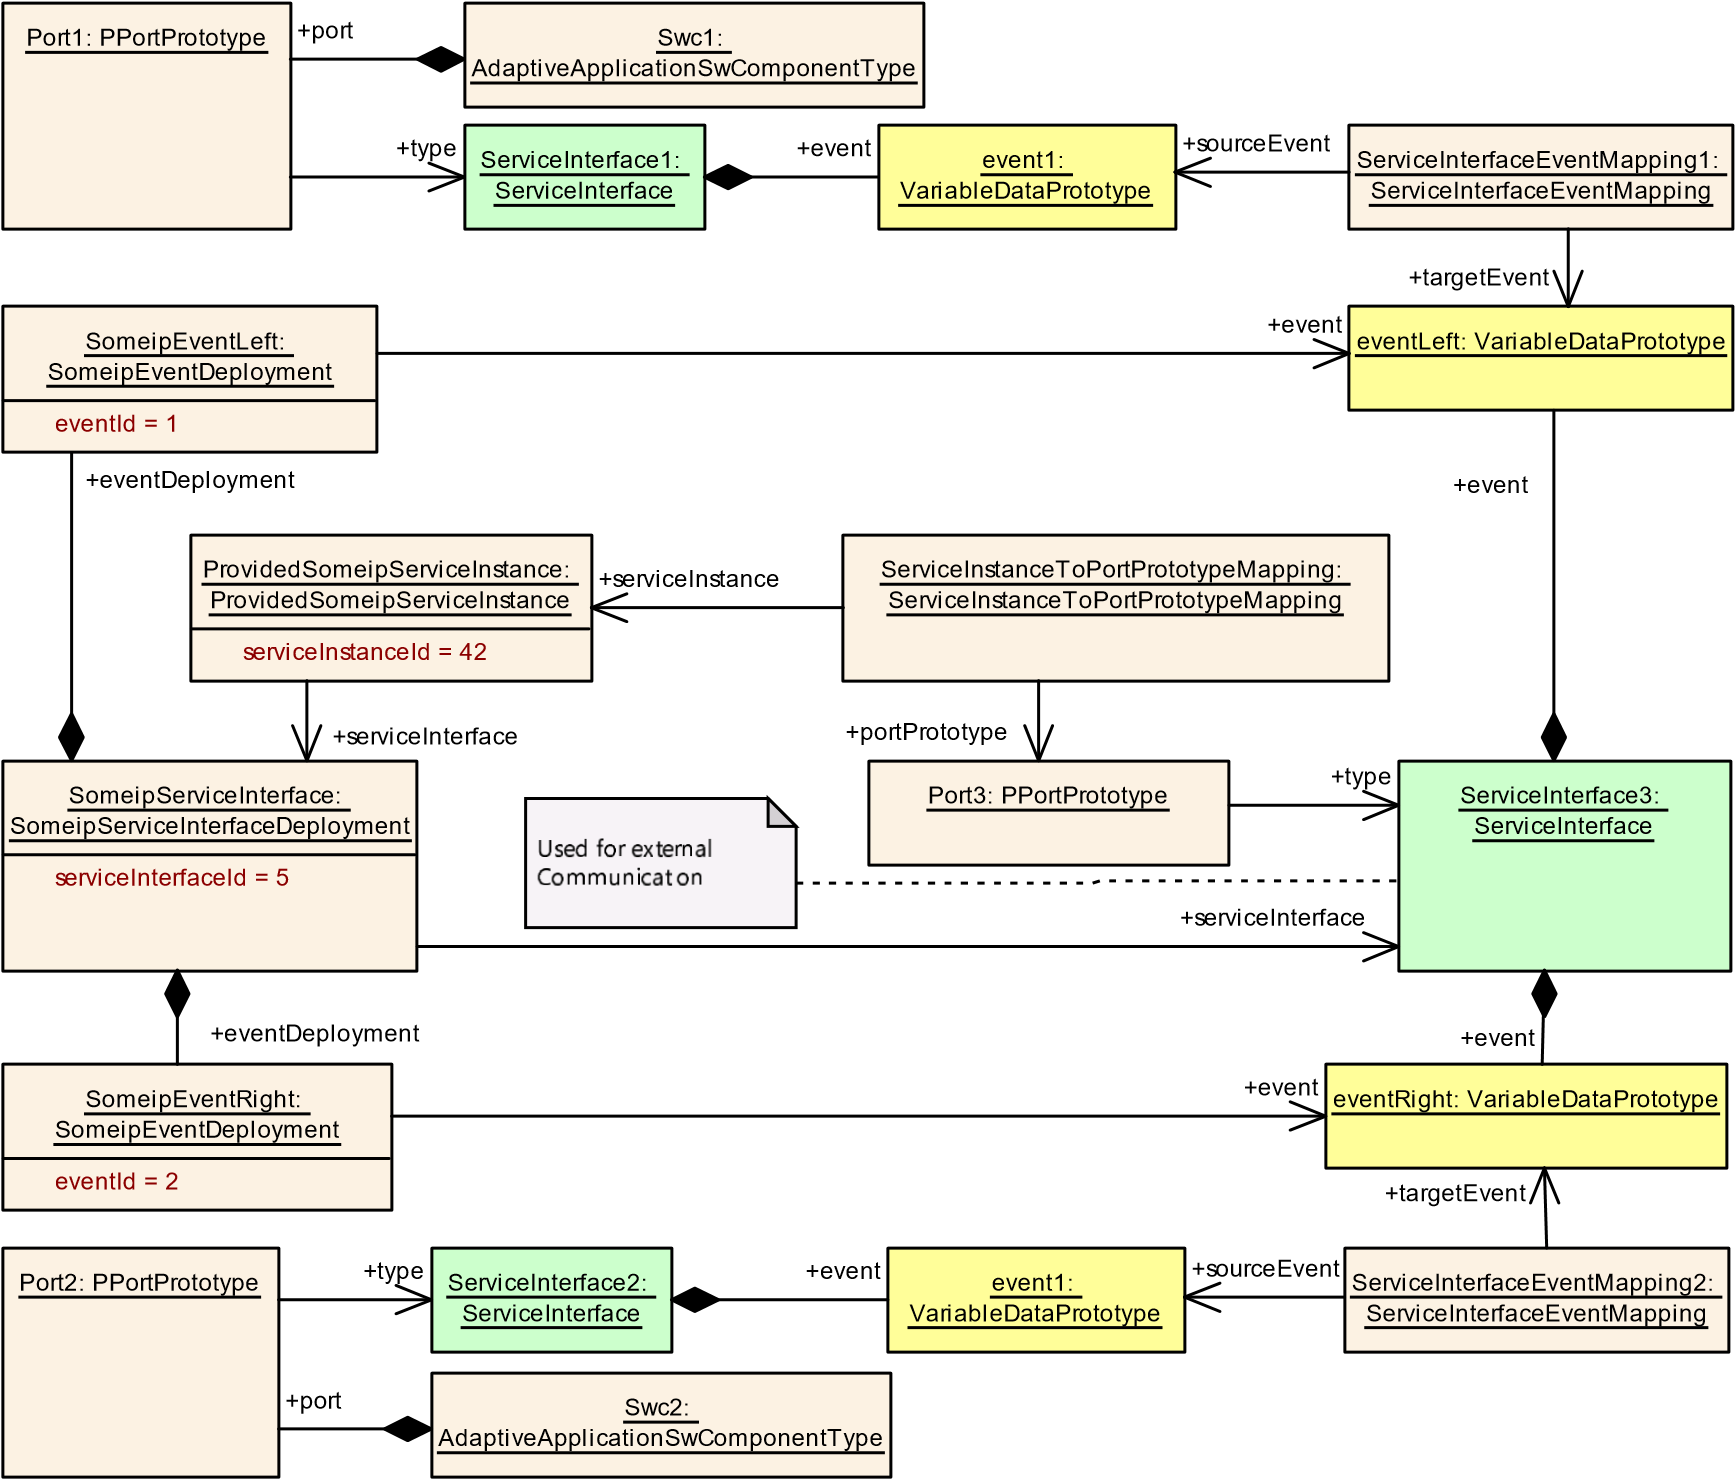 Port1: PPortPrototype
+port
Swc1:
AdaptiveApplicationSwComponentType
+type
ServiceInterface1:
ServiceInterface
+event
event1:
VariableDataPrototype
+sourceEvent
ServiceInterfaceEventMapping1:
ServiceInterfaceEventMapping
+targetEvent
SomeipEventLeft:
SomeipEventDeployment
eventId = 1
+event
eventLeft: VariableDataPrototype
+eventDeployment
+event
ProvidedSomeipServiceInstance:
ProvidedSomeipServiceInstance
serviceInstanceId = 42
+serviceInstance
ServiceInstanceToPortPrototypeMapping:
ServiceInstanceToPortPrototypeMapping
+serviceInterface
+portPrototype
SomeipServiceInterface:
SomeipServiceInterfaceDeployment
serviceInterfaceId = 5
Used for external
Communicaton
Port3: PPortPrototype
+type
ServiceInterface3:
ServiceInterface
+serviceInterface
+eventDeployment
+event
SomeipEventRight:
SomeipEventDeployment
eventId = 2
+event
eventRight: VariableDataPrototype
+targetEvent
Port2: PPortPrototype
+type
ServiceInterface2:
ServiceInterface
+event
event1:
VariableDataPrototype
+sourceEvent
ServiceInterfaceEventMapping2:
ServiceInterfaceEventMapping
+port
Swc2:
AdaptiveApplicationSwComponentType